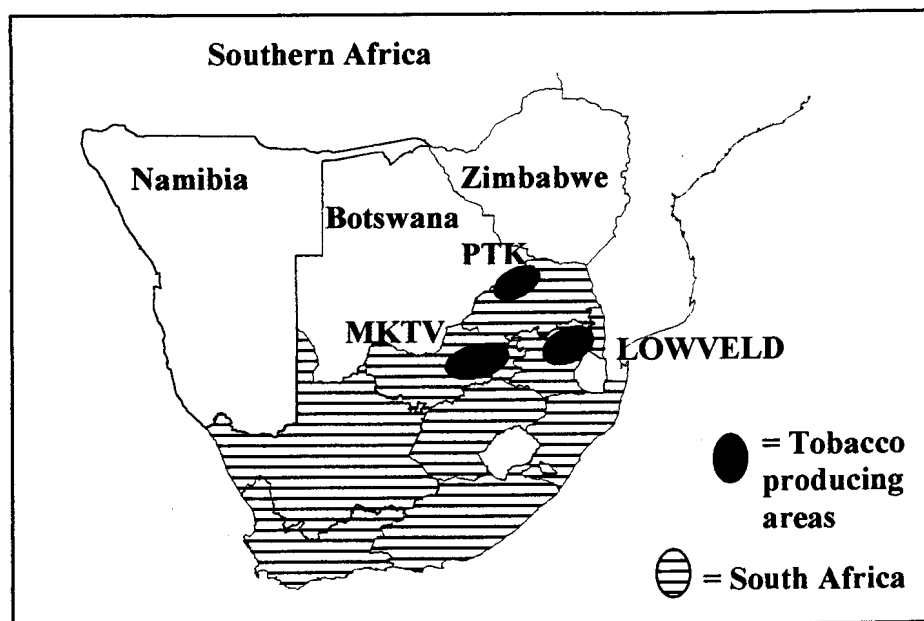 Southern Africa
Namibia
Zimbabwe
Botswana
PTK
MKTV
LOWVELD
= Tobacco
producing
areas
= South Africa